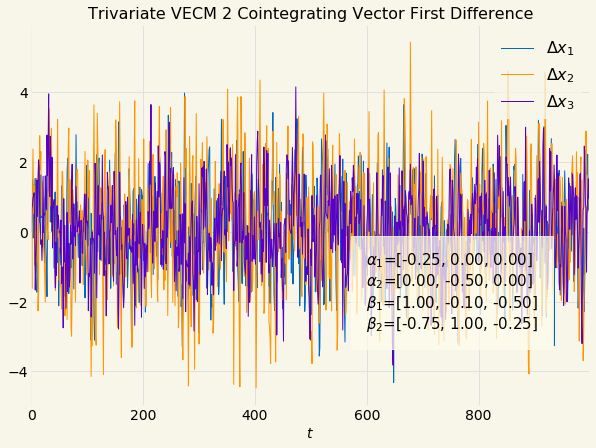 Trivariate VECM 2 Cointegrating Vector First Difference
Δx₁
Δx₂
Δx₃
4
2
0
−2
−4
α₁=[-0.25, 0.00, 0.00]
α₂=[0.00, -0.50, 0.00]
β₁=[1.00, -0.10, -0.50]
β₂=[-0.75, 1.00, -0.25]
0 200 400 600 800
t